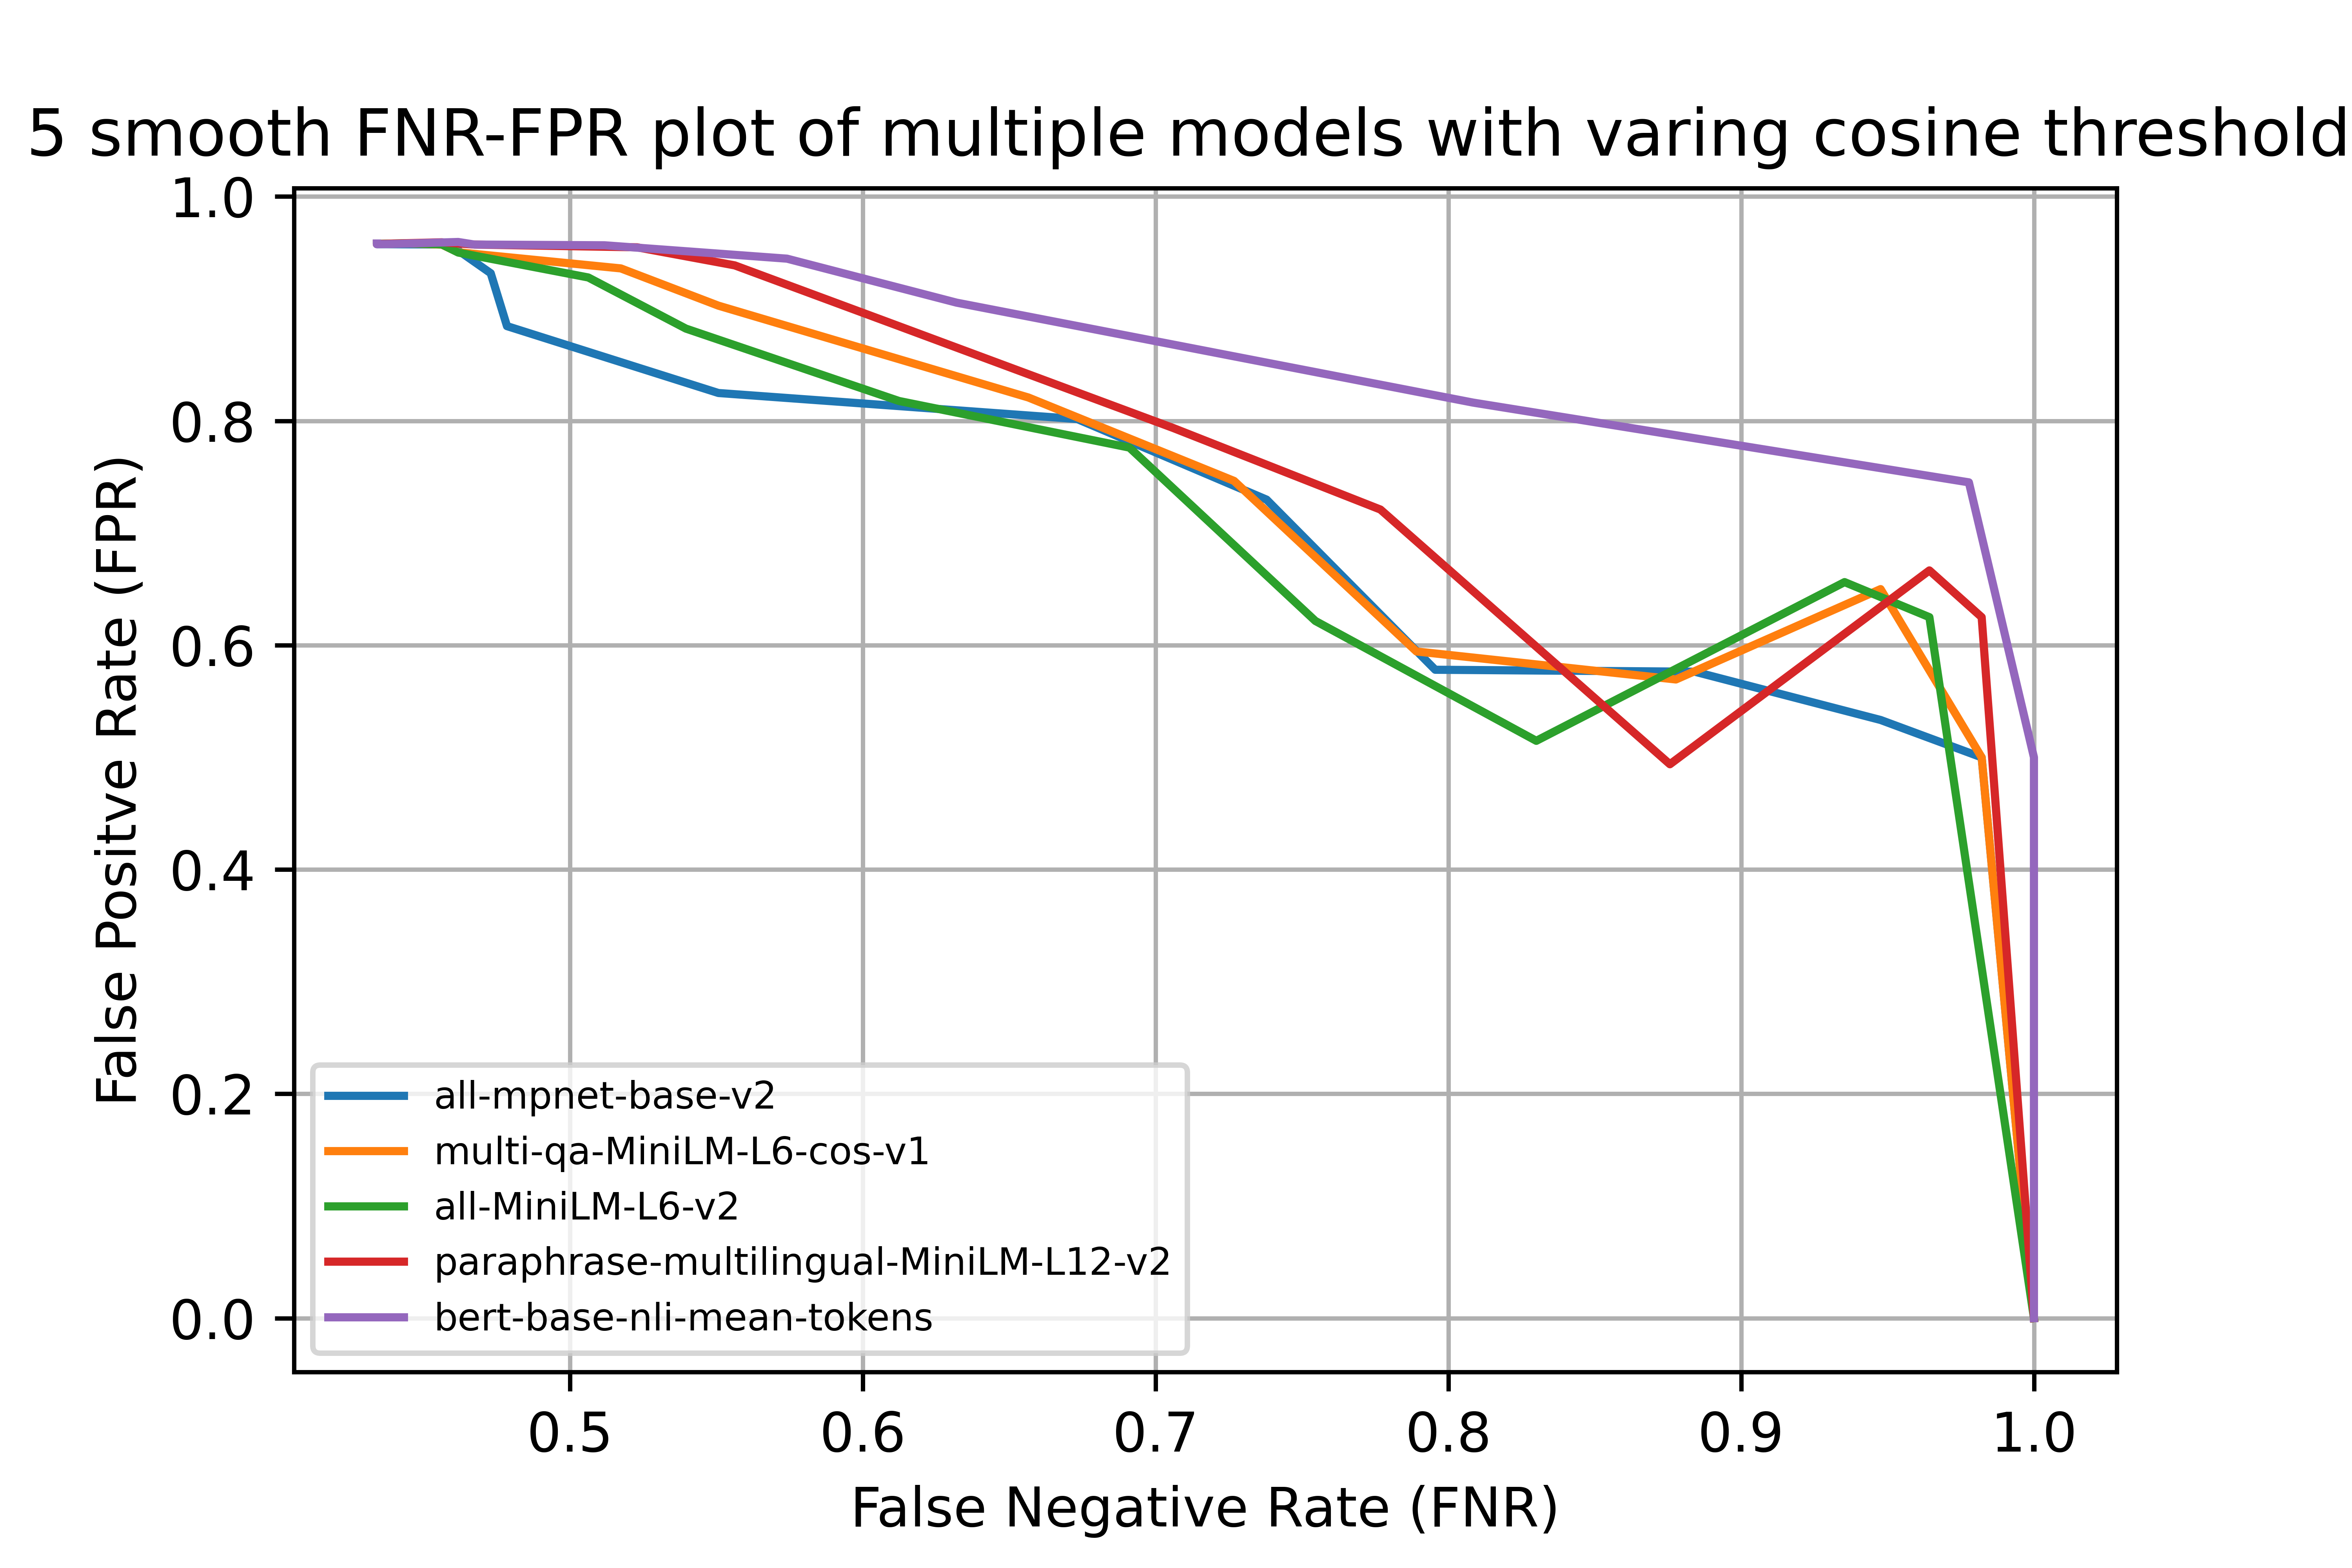 5 smooth FNR-FPR plot of multiple models with varing cosine threshold
1.0
0.8
0.6
0.4
0.2
0.0
False Positve Rate (FPR)
all-mpnet-base-v2
multi-qa-MiniLM-L6-cos-v1
all-MiniLM-L6-v2
paraphrase-multilingual-MiniLM-L12-v2
bert-base-nli-mean-tokens
0.5 0.6 0.7 0.8 0.9 1.0
False Negative Rate (FNR)